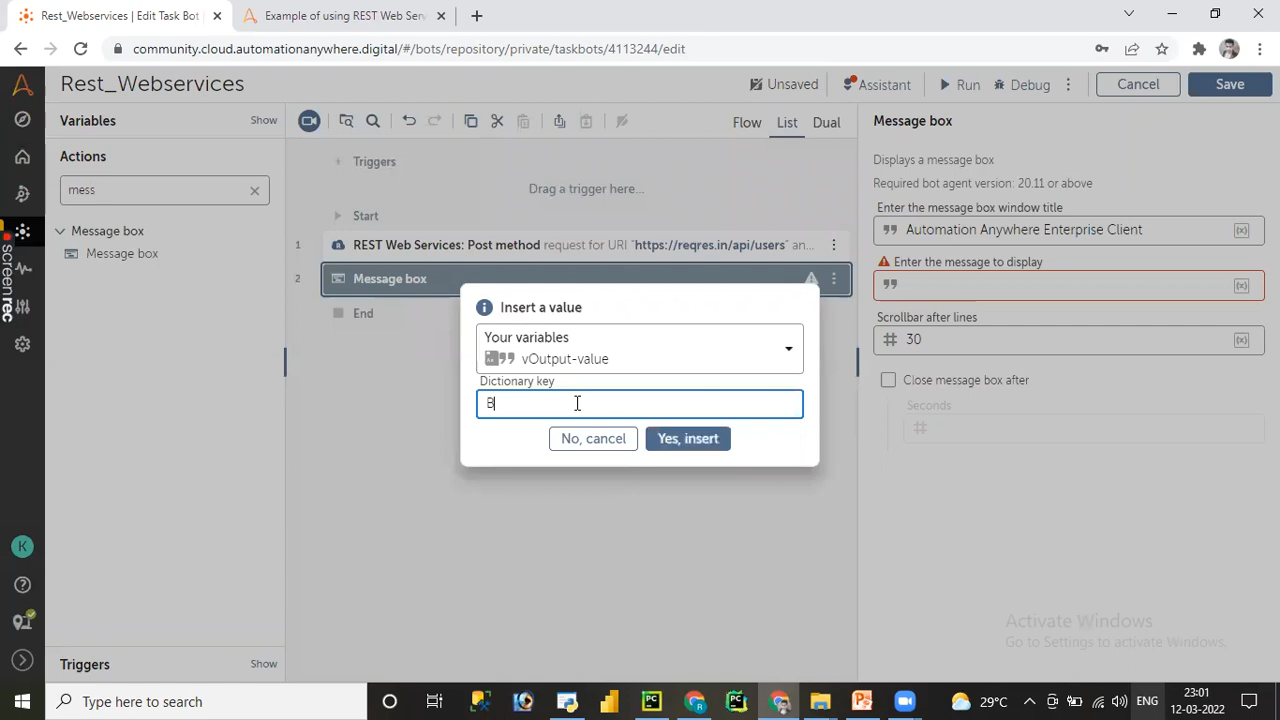 Rest_Webservices | Edit Task Bot
Example of using REST Web Serv
community.cloud.automationanywhere.digital/#/bots/repository/private/taskbots/4113244/edit
Rest_Webservices
Unsaved
Assistant
Run
Debug
Cancel
Save
Variables
Show
Flow
List
Dual
Message box
Actions
mess
Message box
Message box
Triggers
Drag a trigger here...
Start
1
REST Web Services: Post method request for URI "https://reqres.in/api/users" an...
2
Message box
End
Displays a message box
Required bot agent version: 20.11 or above
Enter the message box window title
Automation Anywhere Enterprise Client
Enter the message to display
Scrollbar after lines
30
Close message box after
Seconds
Insert a value
Your variables
vOutput-value
Dictionary key
B
No, cancel
Yes, insert
screenrec
K
Triggers
Show
Activate Windows
Go to Settings to activate Windows.
Type here to search
29°C
ENG
23:01
12-03-2022